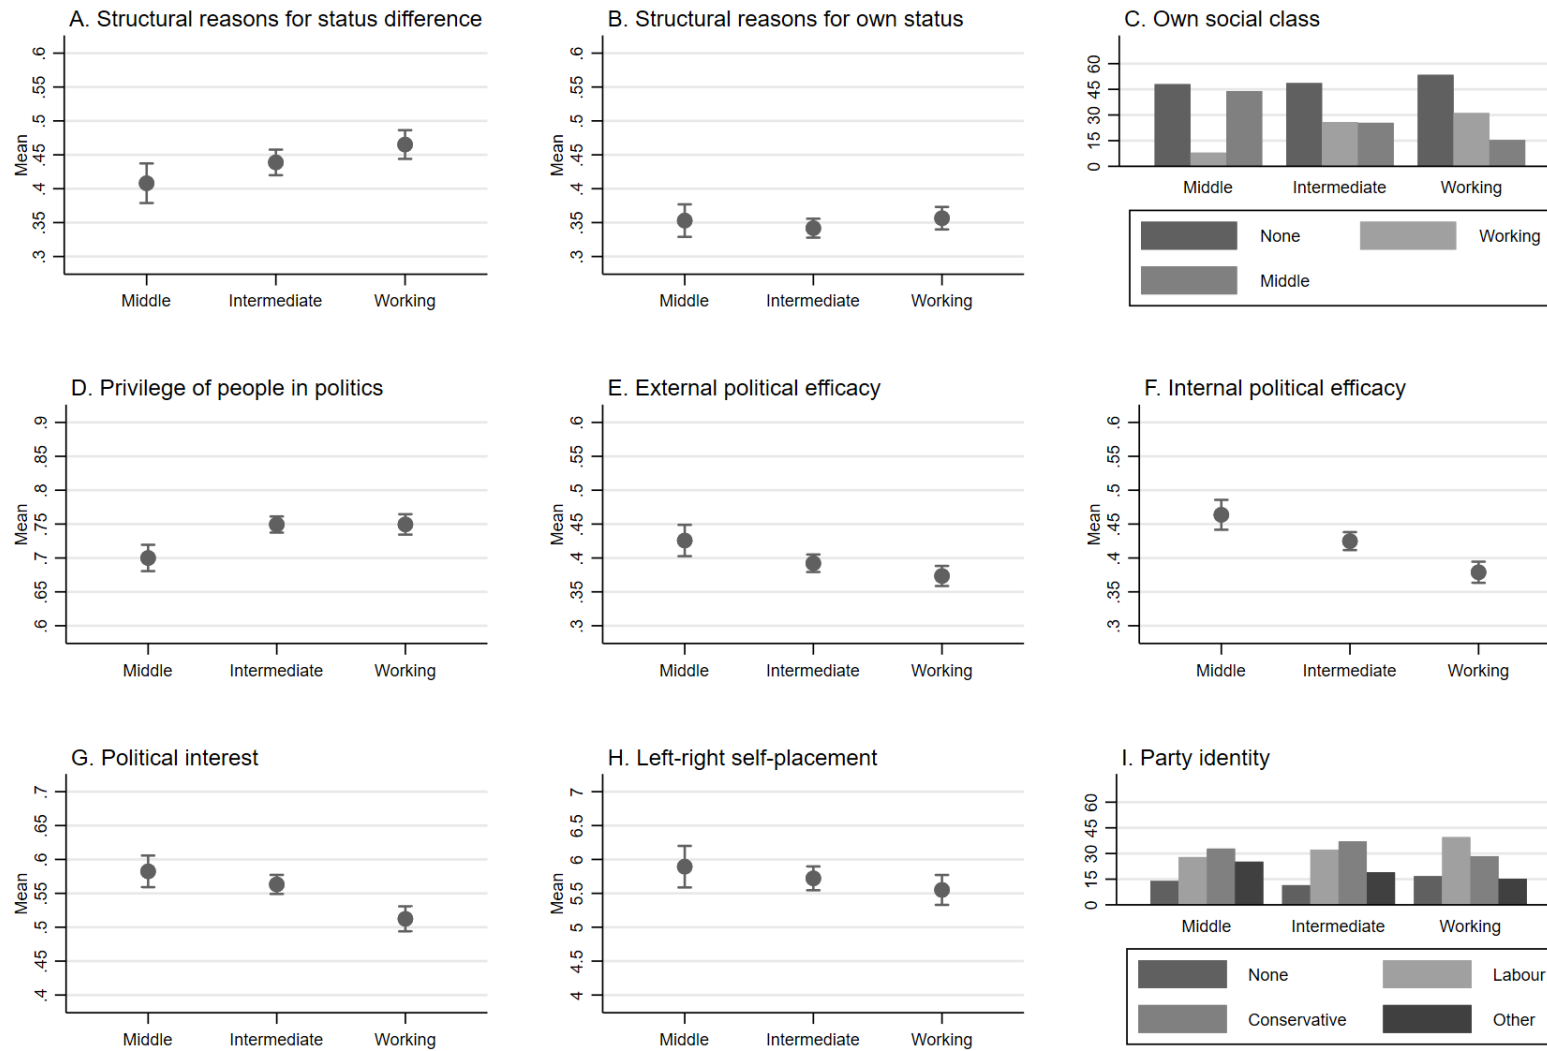 A. Structural reasons for status difference
.6
.55
.5
.45
.4
.35
.3
Mean
Middle Intermediate Working
B. Structural reasons for own status
.6
.55
.5
.45
.4
.35
.3
Mean
Middle Intermediate Working
C. Own social class
60
45
30
15
0
Middle Intermediate Working
None Working
Middle
D. Privilege of people in politics
.9
.85
.8
.75
.7
.65
.6
Mean
Middle Intermediate Working
E. External political efficacy
.6
.55
.5
.45
.4
.35
.3
Mean
Middle Intermediate Working
F. Internal political efficacy
.6
.55
.5
.45
.4
.35
.3
Mean
Middle Intermediate Working
G. Political interest
.7
.65
.6
.55
.5
.45
.4
Mean
Middle Intermediate Working
H. Left-right self-placement
7
6.5
6
5.5
5
4.5
4
Mean
Middle Intermediate Working
I. Party identity
60
45
30
15
0
Middle Intermediate Working
None Labour
Conservative Other